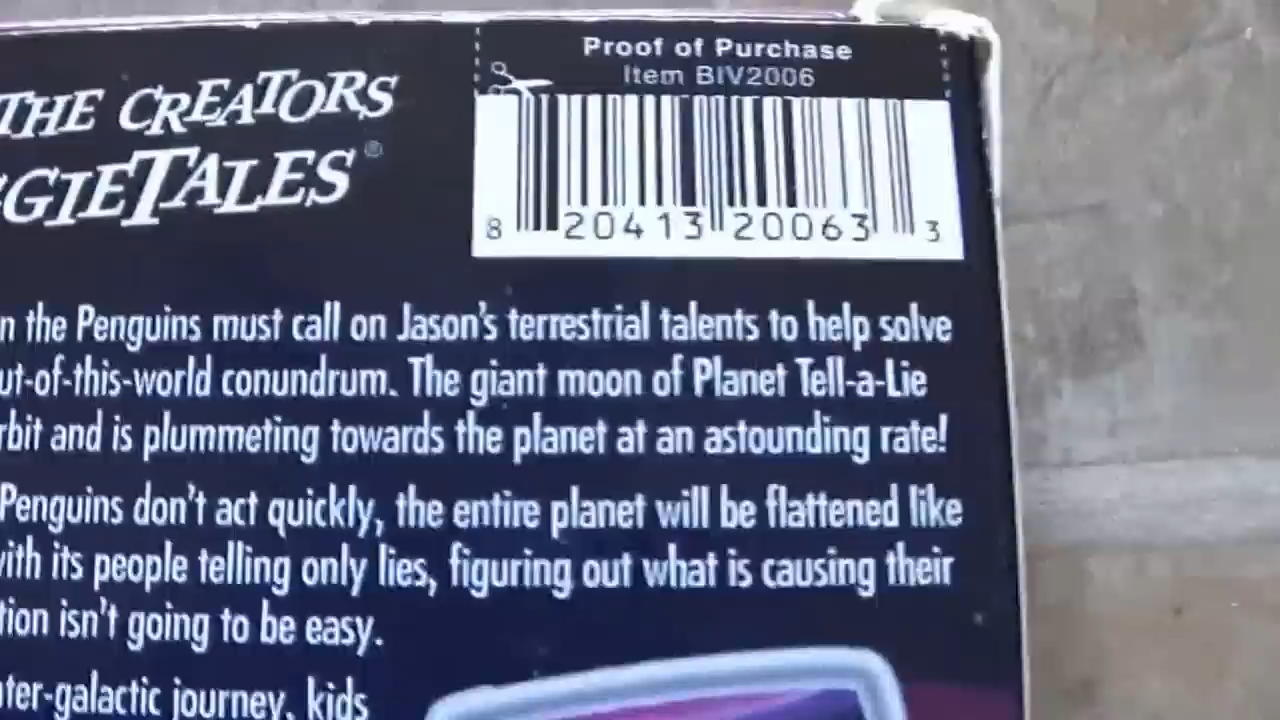 Proof of Purchase
Item BIV2006
THE CREATORS
GGIETALES®
8 20413 20063 3
n the Penguins must call on Jason's terrestrial talents to help solve
ut-of-this-world conundrum. The giant moon of Planet Tell-a-Lie
rbit and is plummeting towards the planet at an astounding rate!
Penguins don't act quickly, the entire planet will be flattened like
with its people telling only lies, figuring out what is causing their
tion isn't going to be easy.
ter-galactic journey, kids